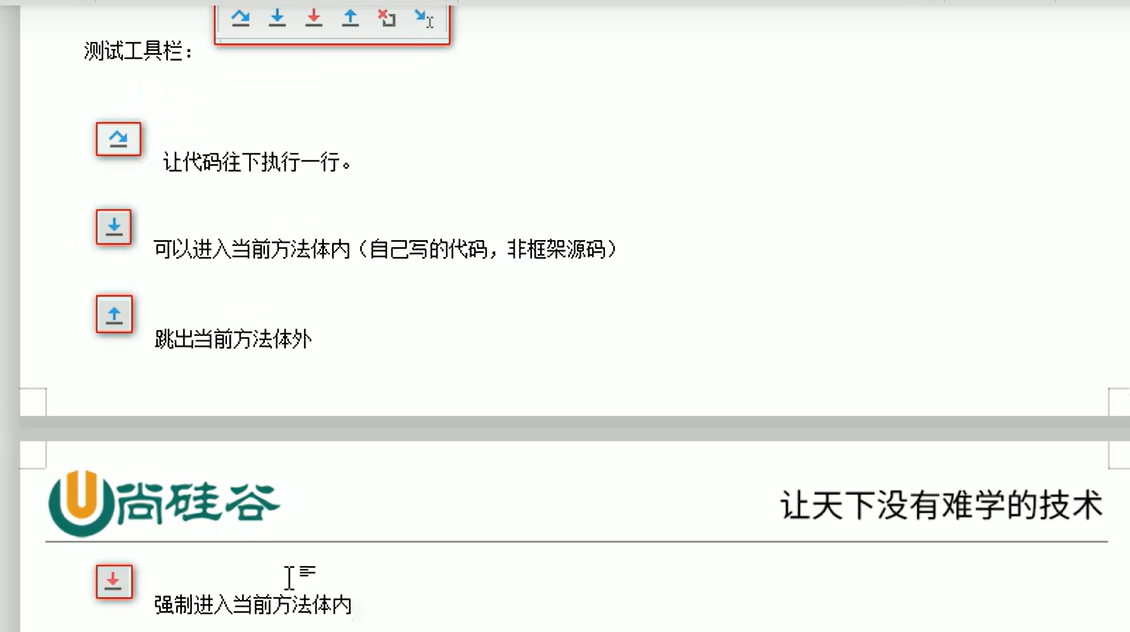 测试工具栏：
让代码往下执行一行。
可以进入当前方法体内（自己写的代码，非框架源码）
跳出当前方法体外
尚硅谷
让天下没有难学的技术
强制进入当前方法体内